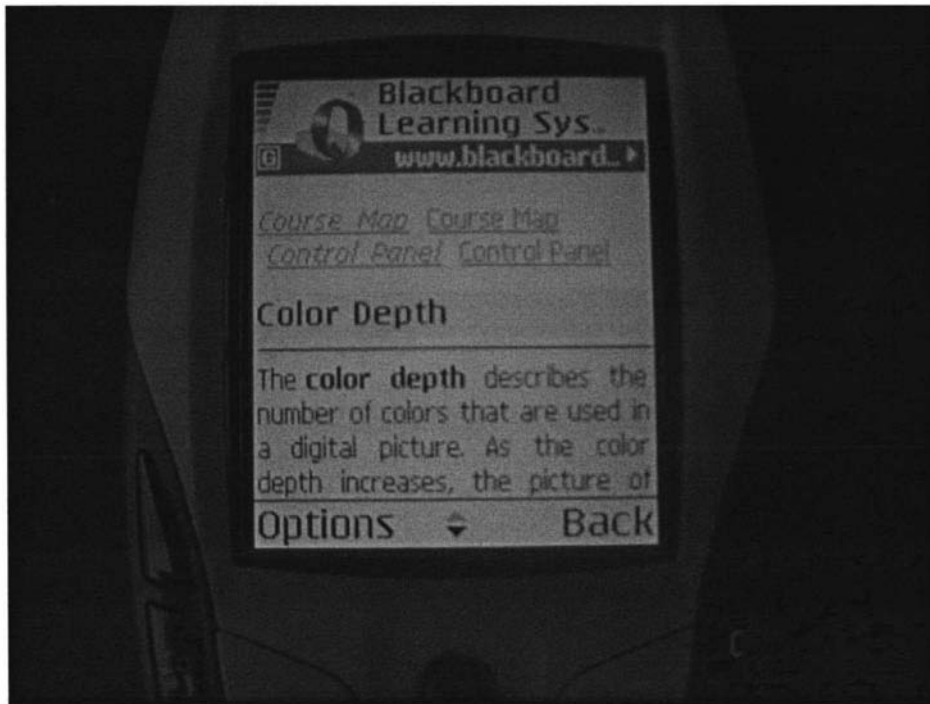 Blackboard
Learning Sys...
G
www.blackboard...
Course Map Course Map
Control Panel Control Panel
Color Depth
The color depth describes the
number of colors that are used in
a digital picture. As the color
depth increases, the picture of
Options Back